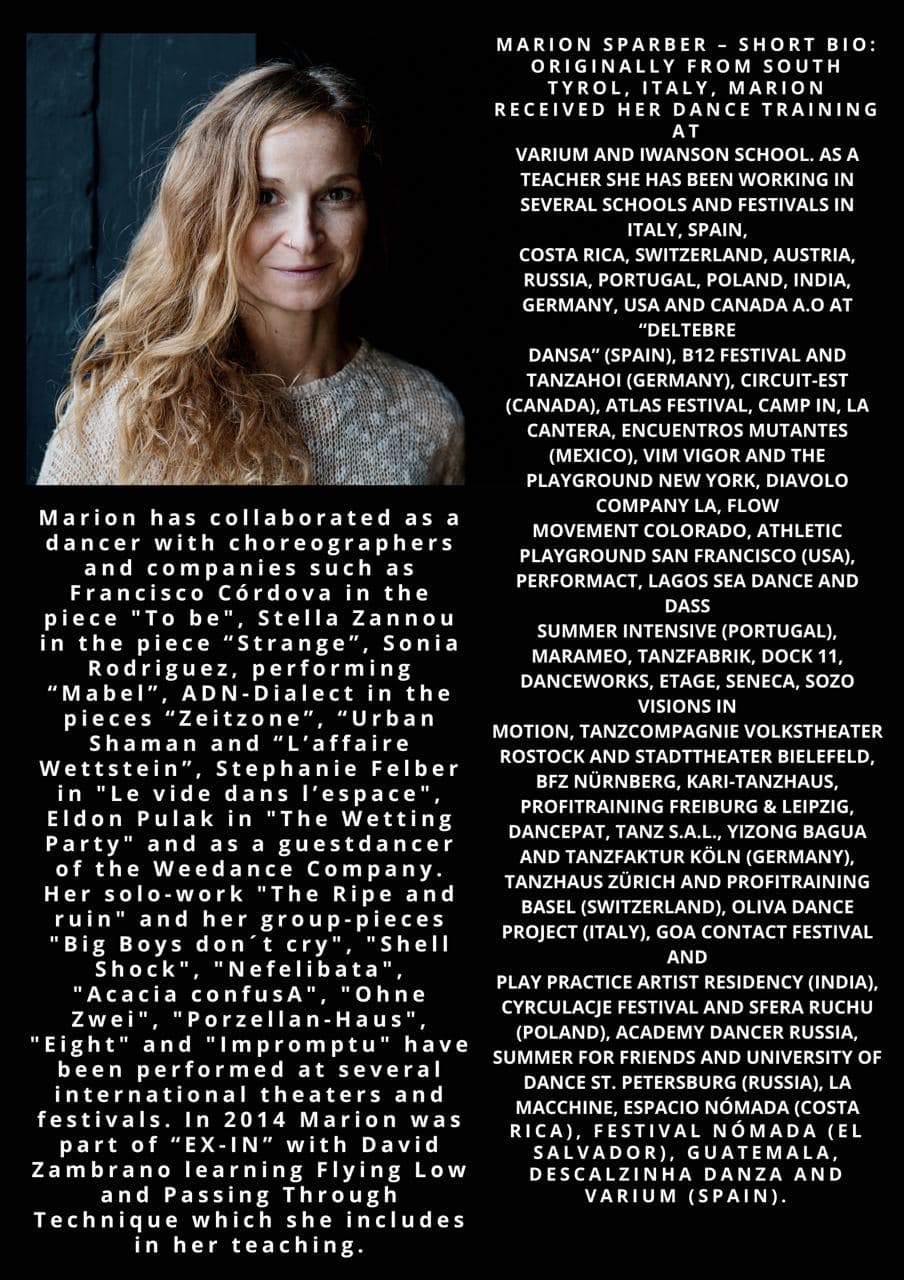 MARION SPARBER – SHORT BIO:
ORIGINALLY FROM SOUTH
TYROL, ITALY, MARION
RECEIVED HER DANCE TRAINING
AT
VARIUM AND IWANSON SCHOOL. AS A
TEACHER SHE HAS BEEN WORKING IN
SEVERAL SCHOOLS AND FESTIVALS IN
ITALY, SPAIN,
COSTA RICA, SWITZERLAND, AUSTRIA,
RUSSIA, PORTUGAL, POLAND, INDIA,
GERMANY, USA AND CANADA A.O AT
“DELTEBRE
DANSA” (SPAIN), B12 FESTIVAL AND
TANZAHOI (GERMANY), CIRCUIT-EST
(CANADA), ATLAS FESTIVAL, CAMP IN, LA
CANTERA, ENCUENTROS MUTANTES
(MEXICO), VIM VIGOR AND THE
PLAYGROUND NEW YORK, DIAVOLO
COMPANY LA, FLOW
MOVEMENT COLORADO, ATHLETIC
PLAYGROUND SAN FRANCISCO (USA),
PERFORMACT, LAGOS SEA DANCE AND
DASS
SUMMER INTENSIVE (PORTUGAL),
MARAMEO, TANZFABRIK, DOCK 11,
DANCEWORKS, ETAGE, SENECA, SOZO
VISIONS IN
MOTION, TANZCOMPAGNIE VOLKSTHEATER
ROSTOCK AND STADTTHEATER BIELEFELD,
BFZ NÜRNBERG, KARI-TANZHAUS,
PROFITRAINING FREIBURG & LEIPZIG,
DANCEPAT, TANZ S.A.L., YIZONG BAGUA
AND TANZFAKTUR KÖLN (GERMANY),
TANZHAUS ZÜRICH AND PROFITRAINING
BASEL (SWITZERLAND), OLIVA DANCE
PROJECT (ITALY), GOA CONTACT FESTIVAL
AND
PLAY PRACTICE ARTIST RESIDENCY (INDIA),
CYRCULACJE FESTIVAL AND SFERA RUCHU
(POLAND), ACADEMY DANCER RUSSIA,
SUMMER FOR FRIENDS AND UNIVERSITY OF
DANCE ST. PETERSBURG (RUSSIA), LA
MACCHINE, ESPACIO NÓMADA (COSTA
RICA), FESTIVAL NÓMADA (EL
SALVADOR), GUATEMALA,
DESCALZINHA DANZA AND
VARIUM (SPAIN).
Marion has collaborated as a
dancer with choreographers
and companies such as
Francisco Córdova in the
piece "To be", Stella Zannou
in the piece “Strange”, Sonia
Rodriguez, performing
“Mabel”, ADN-Dialect in the
pieces “Zeitzone”, “Urban
Shaman and “L’affaire
Wettstein”, Stephanie Felber
in "Le vide dans l’espace",
Eldon Pulak in "The Wetting
Party" and as a guestdancer
of the Weedance Company.
Her solo-work "The Ripe and
ruin" and her group-pieces
"Big Boys don´t cry", "Shell
Shock", "Nefelibata",
"Acacia confusA", "Ohne
Zwei", "Porzellan-Haus",
"Eight" and "Impromptu" have
been performed at several
international theaters and
festivals. In 2014 Marion was
part of “EX-IN” with David
Zambrano learning Flying Low
and Passing Through
Technique which she includes
in her teaching.